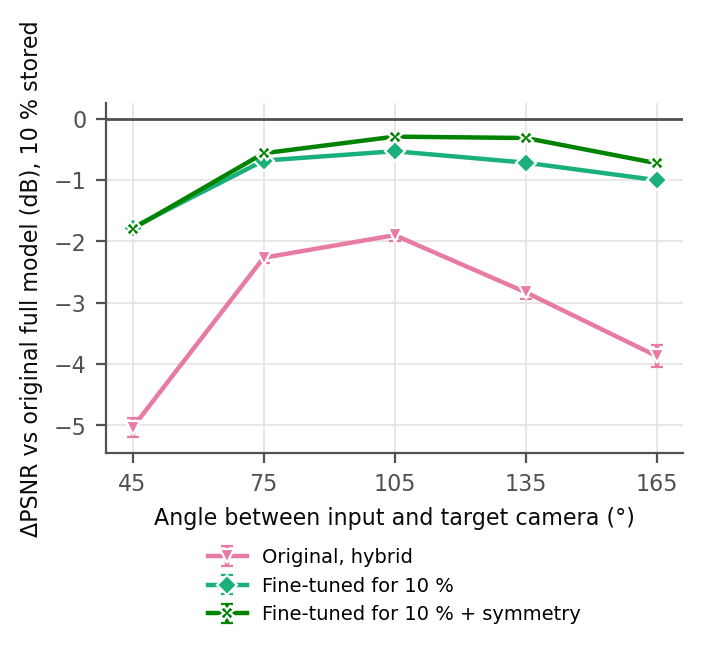 ΔPSNR vs original full model (dB), 10 % stored
0
−1
−2
−3
−4
−5
45 75 105 135 165
Angle between input and target camera (°)
Original, hybrid
Fine-tuned for 10 %
Fine-tuned for 10 % + symmetry